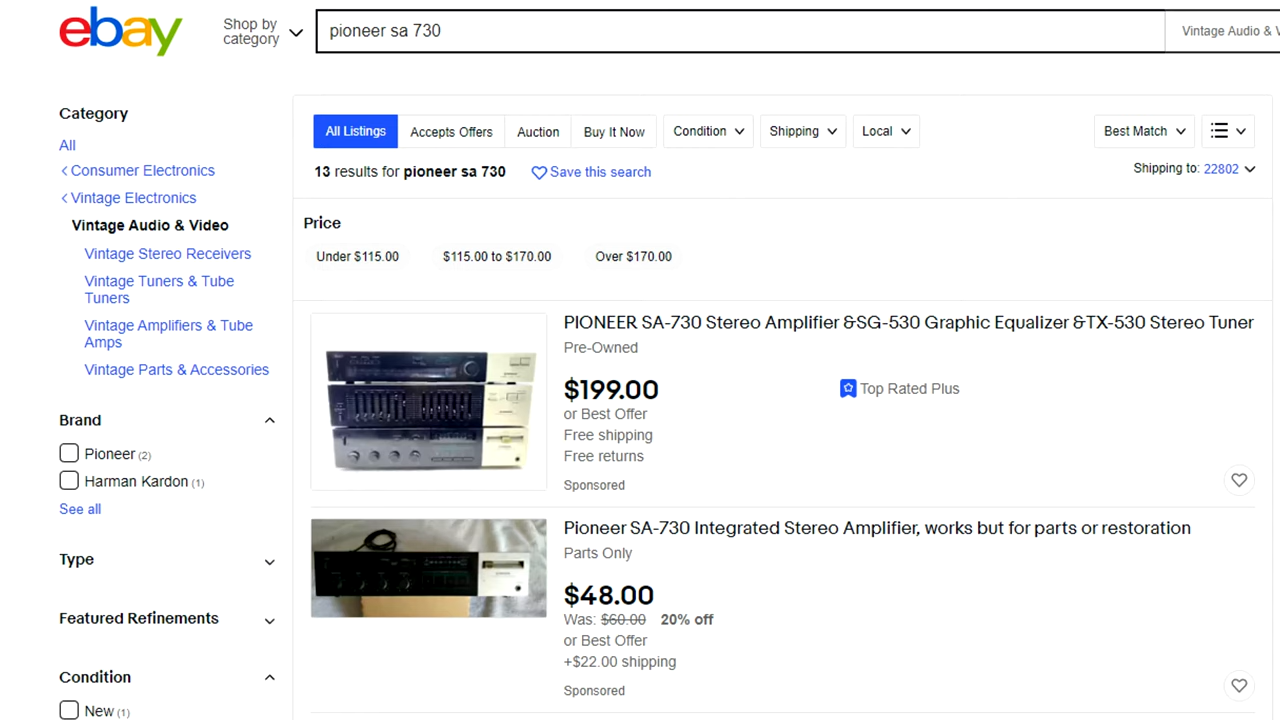 ebay
Shop by
category
pioneer sa 730
Vintage Audio &
Category
All
Consumer Electronics
Vintage Electronics
Vintage Audio & Video
Vintage Stereo Receivers
Vintage Tuners & Tube
Tuners
Vintage Amplifiers & Tube
Amps
Vintage Parts & Accessories
Brand
Pioneer (2)
Harman Kardon (1)
See all
Type
Featured Refinements
Condition
New (1)
All Listings
Accepts Offers
Auction
Buy It Now
Condition
Shipping
Local
Best Match
13 results for pioneer sa 730
Save this search
Shipping to: 22802
Price
Under $115.00
$115.00 to $170.00
Over $170.00
PIONEER SA-730 Stereo Amplifier &SG-530 Graphic Equalizer &TX-530 Stereo Tuner
Pre-Owned
$199.00
Top Rated Plus
or Best Offer
Free shipping
Free returns
Sponsored
Pioneer SA-730 Integrated Stereo Amplifier, works but for parts or restoration
Parts Only
$48.00
Was: $60.00 20% off
or Best Offer
+$22.00 shipping
Sponsored